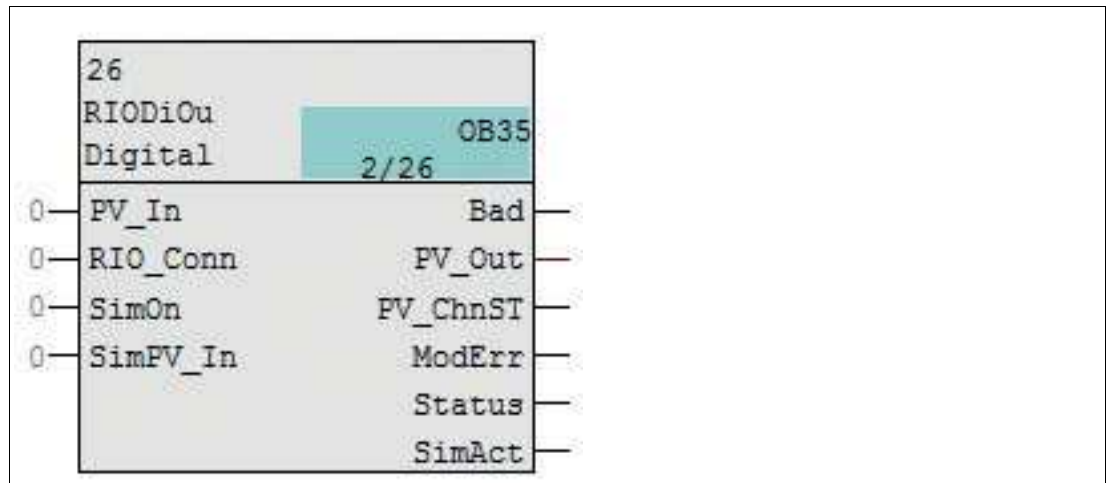 26
RIODiOu
Digital
OB35
2/26
0 PV_In Bad
0 RIO_Conn PV_Out
0 SimOn PV_ChnST
0 SimPV_In ModErr
Status
SimAct